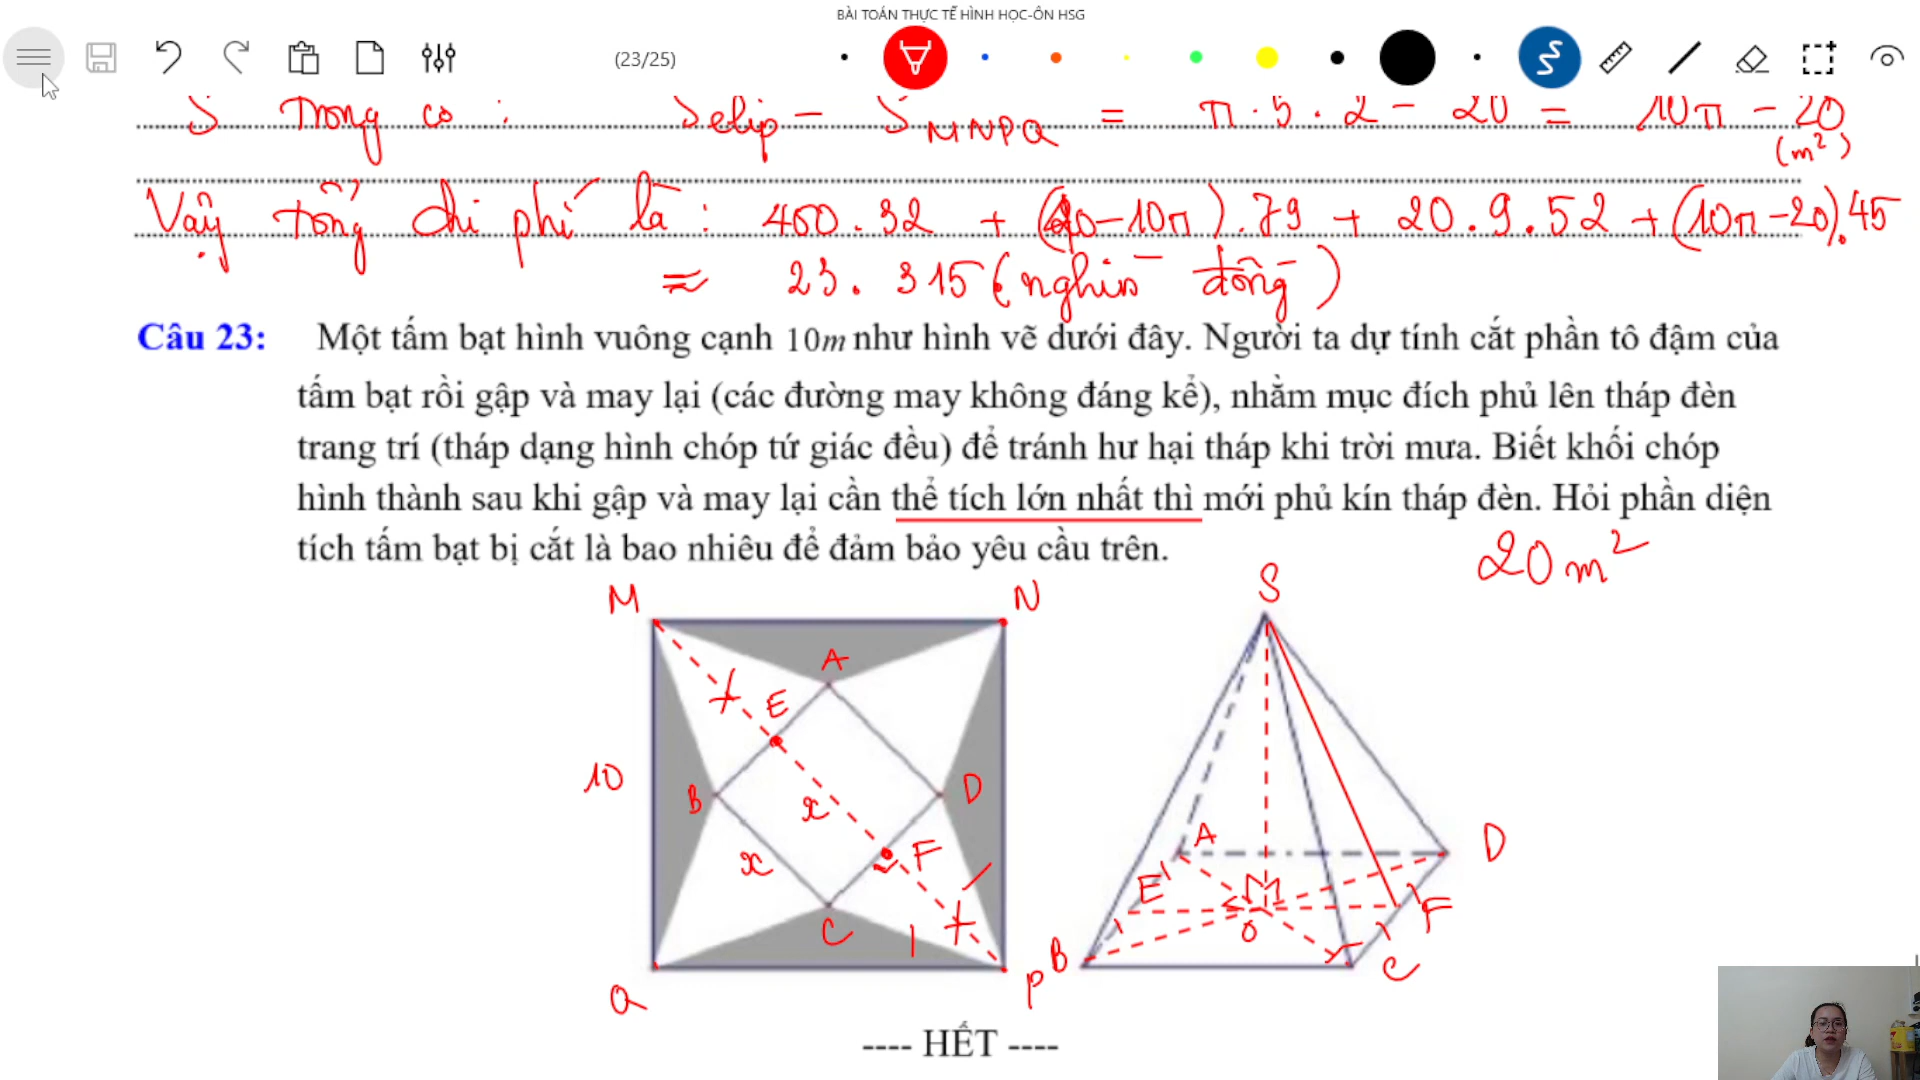 BÀI TOÁN THỰC TẾ HÌNH HỌC-ÔN HSG
(23/25)
S trong có : Selip - SMNPQ = π.5.2 - 20 = 10π - 20
(m²)
Vậy tổng chi phí là : 400.32 + (20-10π).79 + 20.9.52 + (10π-20).45
≈ 23.315 (nghìn đồng)
Câu 23: Một tấm bạt hình vuông cạnh 10m như hình vẽ dưới đây. Người ta dự tính cắt phần tô đậm của
tấm bạt rồi gập và may lại (các đường may không đáng kể), nhằm mục đích phủ lên tháp đèn
trang trí (tháp dạng hình chóp tứ giác đều) để tránh hư hại tháp khi trời mưa. Biết khối chóp
hình thành sau khi gập và may lại cần thể tích lớn nhất thì mới phủ kín tháp đèn. Hỏi phần diện
tích tấm bạt bị cắt là bao nhiêu để đảm bảo yêu cầu trên.
20m²
M N S
A
E
10 B x D
x F
C
Q P
A D
E F
O
B C
---- HẾT ----